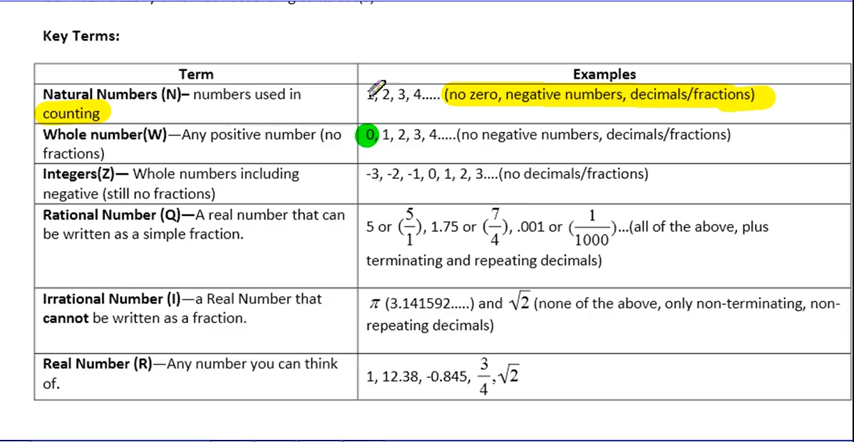 Key Terms:
Term
Examples
Natural Numbers (N)– numbers used in
counting
1, 2, 3, 4..... (no zero, negative numbers, decimals/fractions)
Whole number(W)—Any positive number (no
fractions)
0, 1, 2, 3, 4.....(no negative numbers, decimals/fractions)
Integers(Z)— Whole numbers including
negative (still no fractions)
-3, -2, -1, 0, 1, 2, 3....(no decimals/fractions)
Rational Number (Q)—A real number that can
be written as a simple fraction.
5 or (5/1), 1.75 or (7/4), .001 or (1/1000)...(all of the above, plus
terminating and repeating decimals)
Irrational Number (I)—a Real Number that
cannot be written as a fraction.
π (3.141592.....) and √2 (none of the above, only non-terminating, non-
repeating decimals)
Real Number (R)—Any number you can think
of.
1, 12.38, -0.845, 3/4, √2